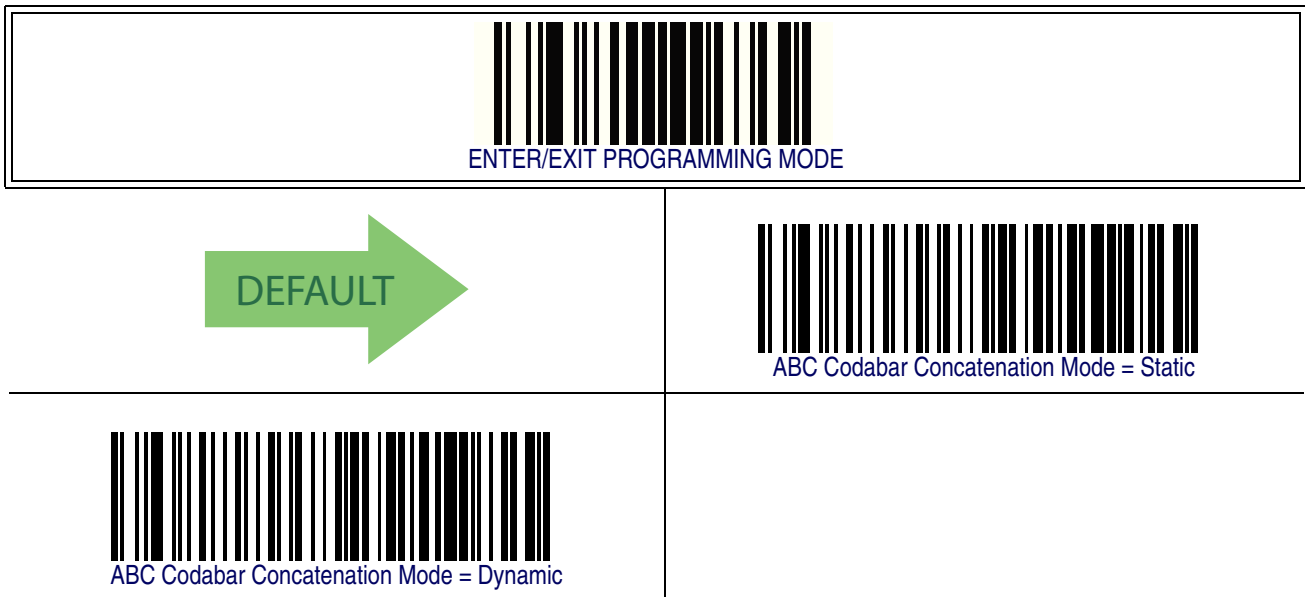 ENTER/EXIT PROGRAMMING MODE
DEFAULT
ABC Codabar Concatenation Mode = Static
ABC Codabar Concatenation Mode = Dynamic